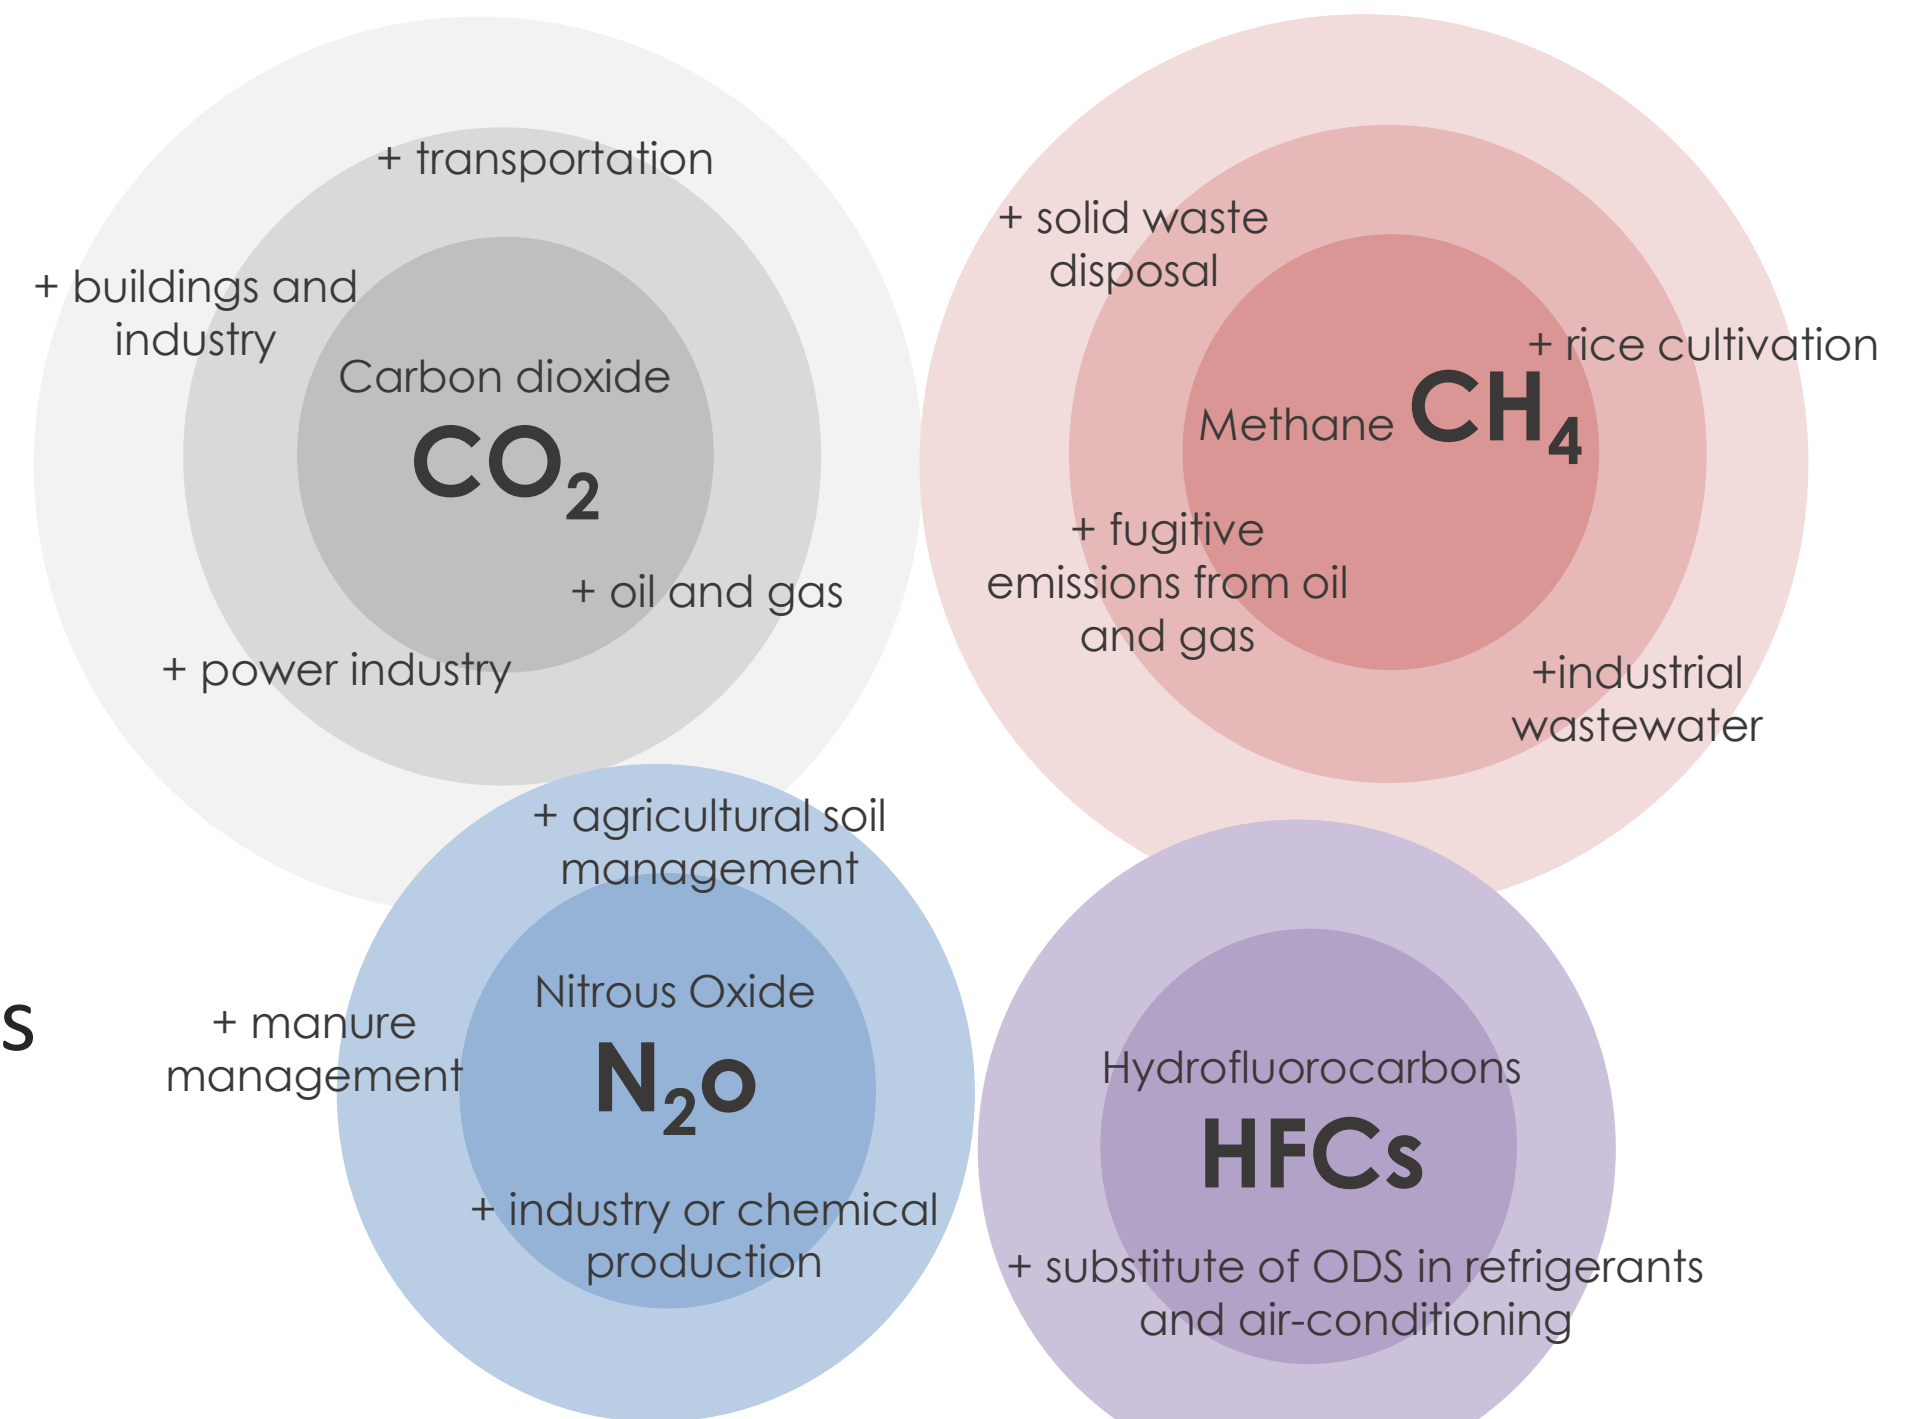 + transportation
+ buildings and
industry
Carbon dioxide
CO₂
+ oil and gas
+ power industry
+ solid waste
disposal
+ rice cultivation
Methane CH₄
+ fugitive
emissions from oil
and gas
+industrial
wastewater
+ agricultural soil
management
Nitrous Oxide
N₂o
s
+ manure
management
+ industry or chemical
production
Hydrofluorocarbons
HFCs
+ substitute of ODS in refrigerants
and air-conditioning